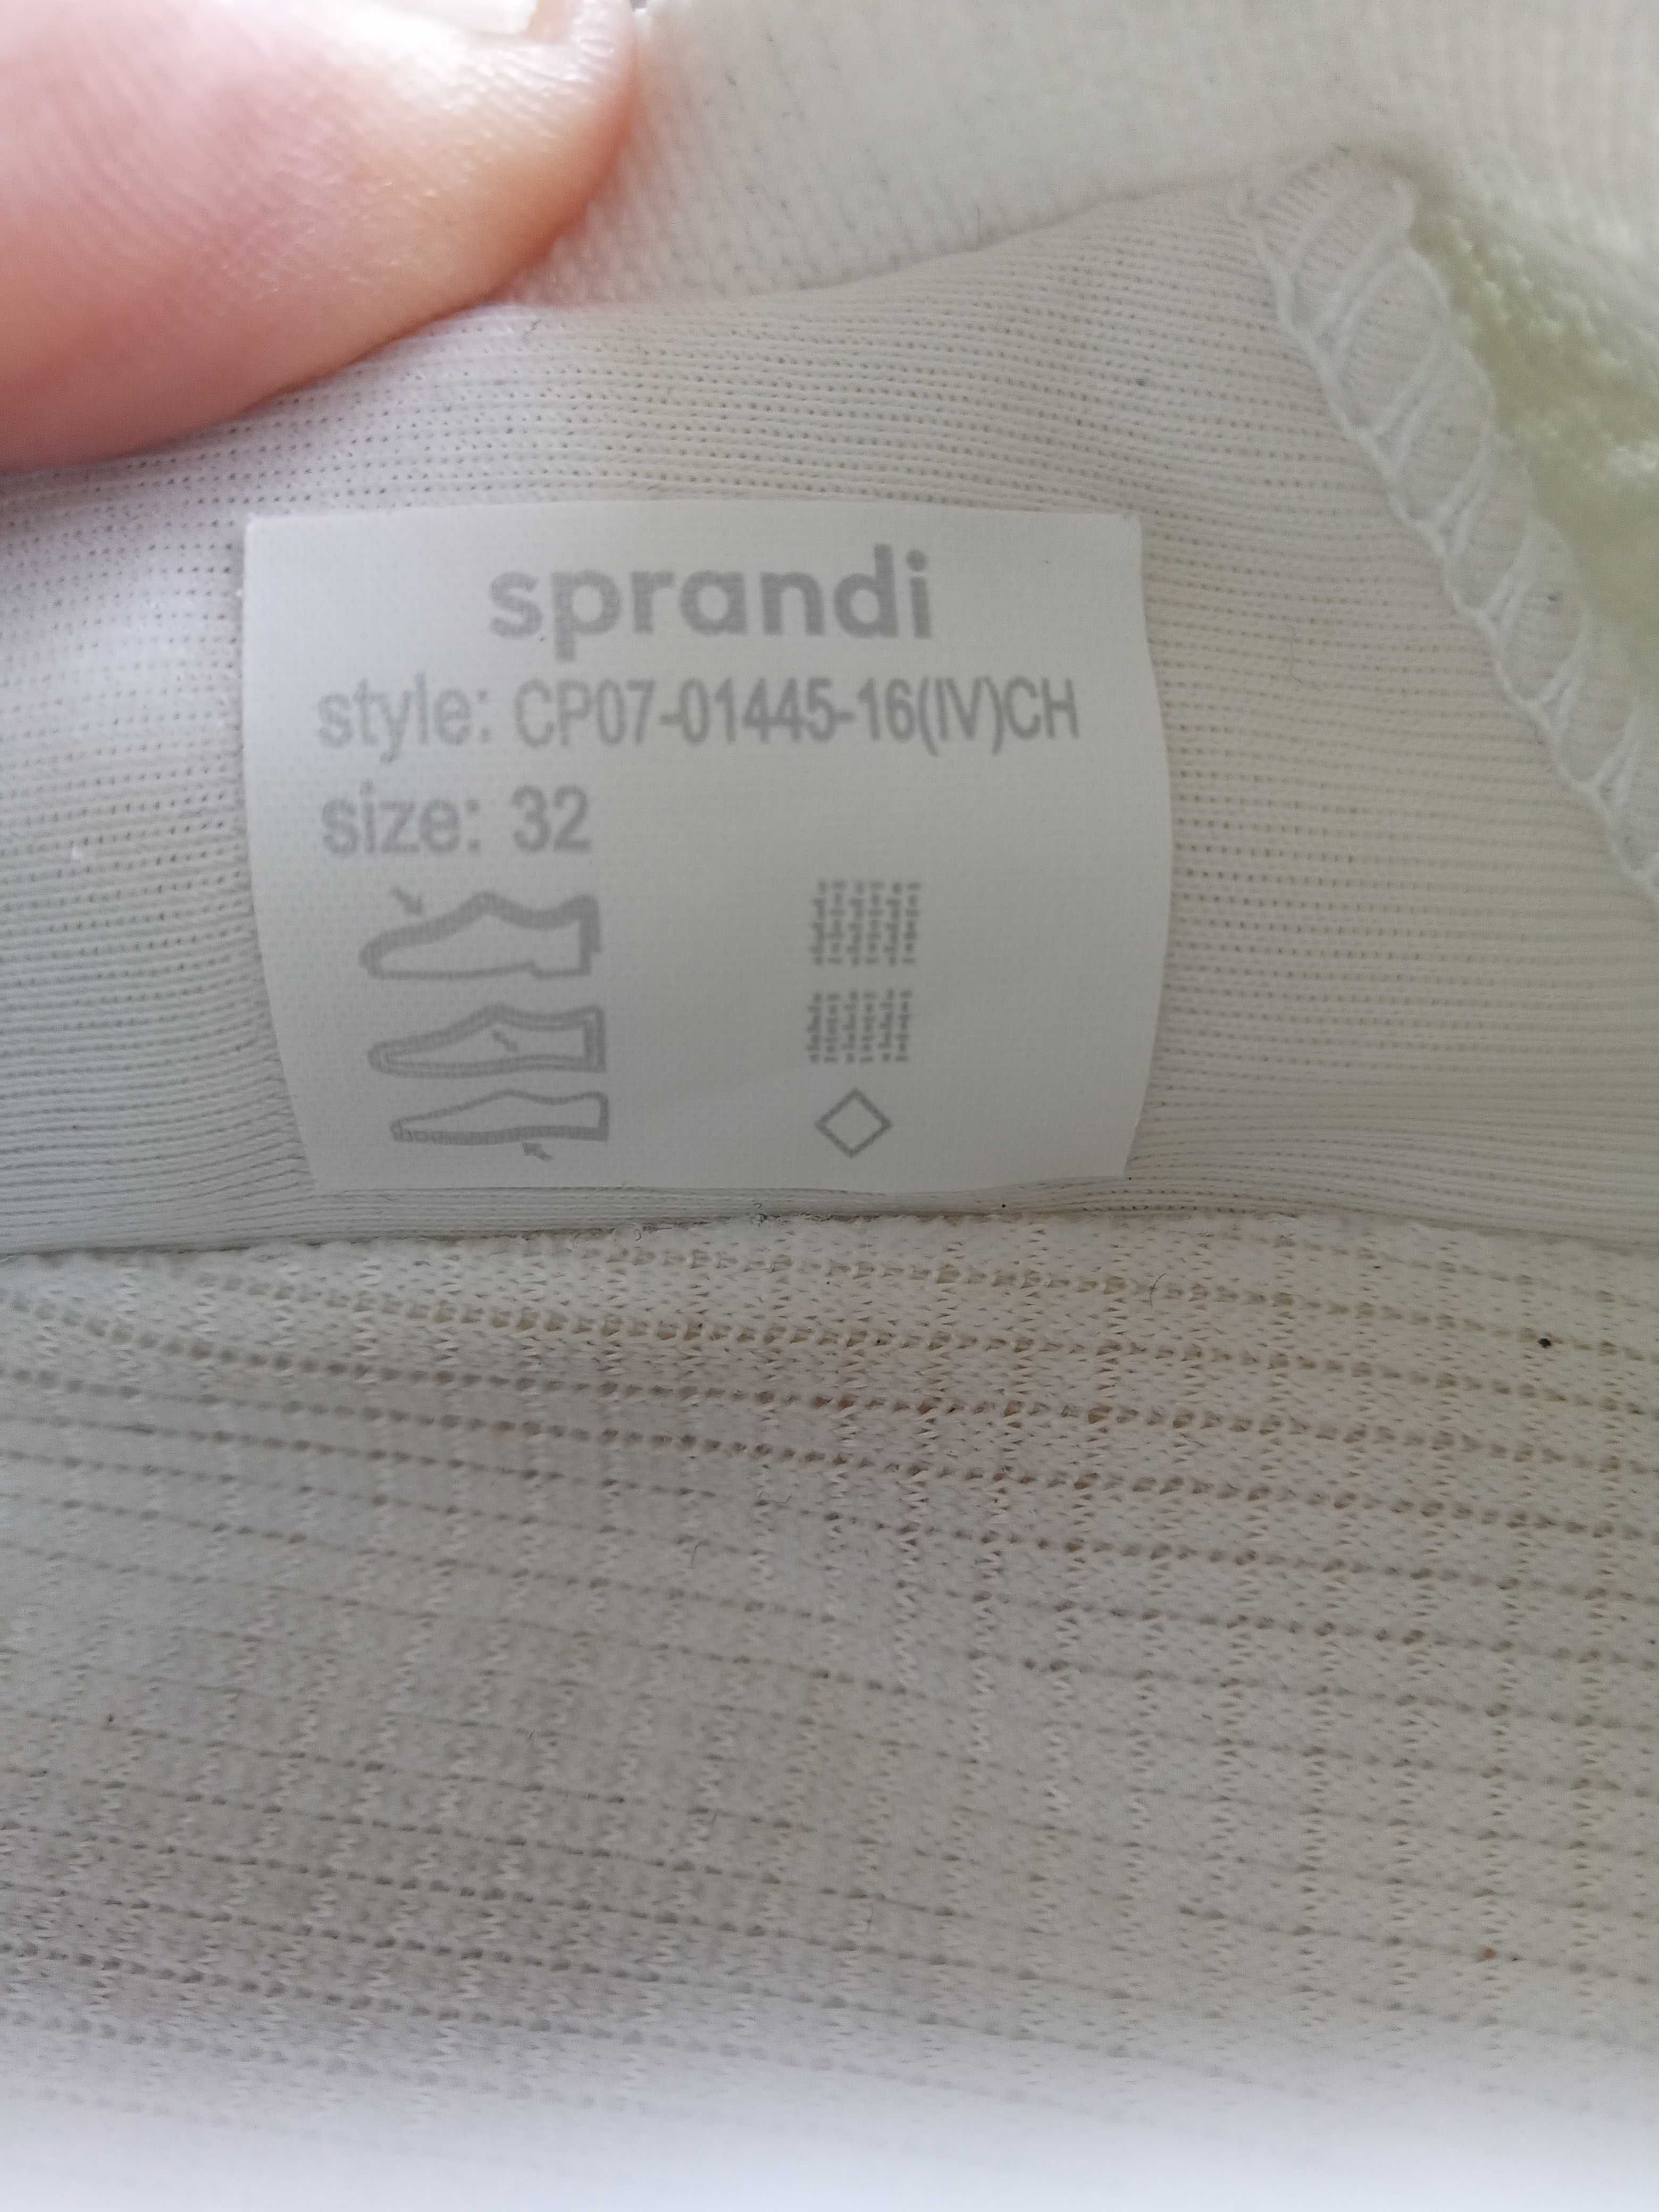 sprandi
style: CP07-01445-16(IV)CH
size: 32